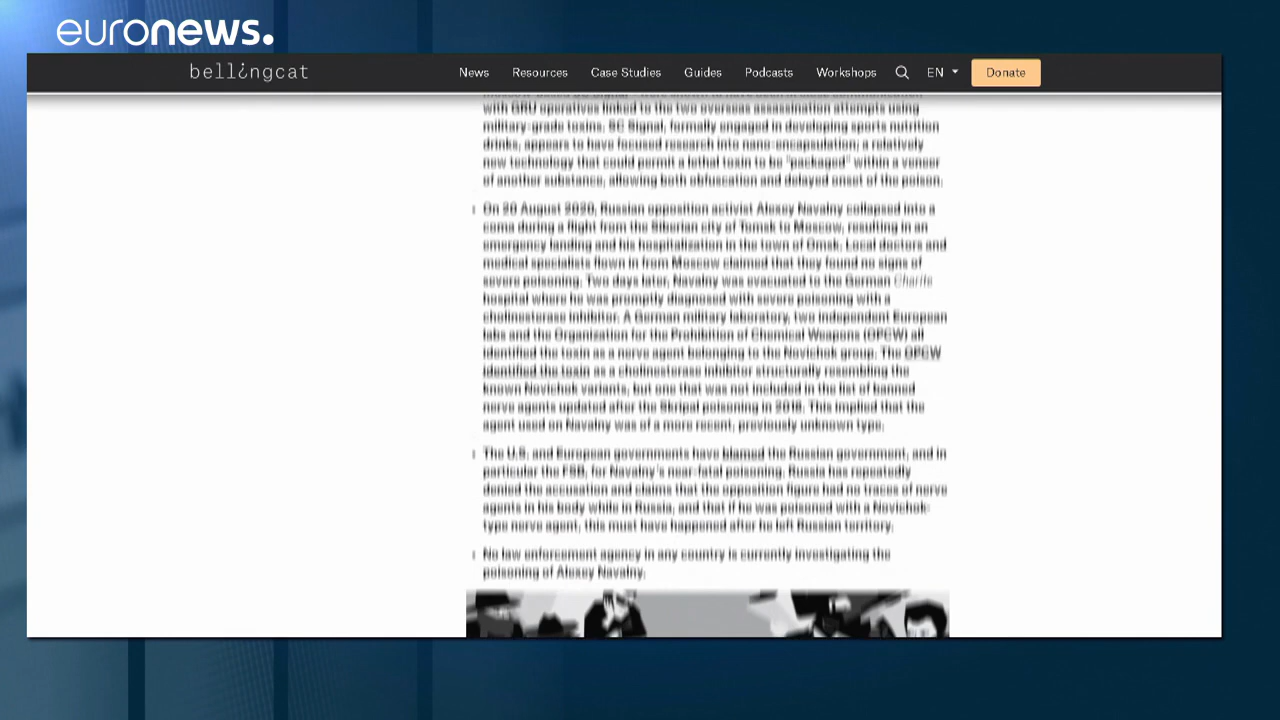 euronews.
bellingcat
News Resources Case Studies Guides Podcasts Workshops EN Donate
with GRU operatives linked to the two overseas assassination attempts using
military-grade toxins. SC Signal, formally engaged in developing sports nutrition
drinks, appears to have focused research into nano-encapsulation; a relatively
new technology that could permit a lethal toxin to be "packaged" within a veneer
of another substance, allowing both obfuscation and delayed onset of the poison.
On 20 August 2020, Russian opposition activist Alexey Navalny collapsed into a
coma during a flight from the Siberian city of Tomsk to Moscow, resulting in an
emergency landing and his hospitalization in the town of Omsk. Local doctors and
medical specialists flown in from Moscow claimed that they found no signs of
severe poisoning. Two days later, Navalny was evacuated to the German Charite
hospital where he was promptly diagnosed with severe poisoning with a
cholinesterase inhibitor. A German military laboratory, two independent European
labs and the Organisation for the Prohibition of Chemical Weapons (OPCW) all
identified the toxin as a nerve agent belonging to the Novichok group. The OPCW
identified the toxin as a cholinesterase inhibitor structurally resembling the
known Novichok variants, but one that was not included in the list of banned
nerve agents updated after the Skripal poisoning in 2018. This implied that the
agent used on Navalny was of a more recent, previously unknown type.
The U.S. and European governments have blamed the Russian government, and in
particular the FSB, for Navalny's near-fatal poisoning. Russia has repeatedly
denied the accusation and claims that the opposition figure had no traces of nerve
agents in his body while in Russia, and that if he was poisoned with a Novichok-
type nerve agent, this must have happened after he left Russian territory.
No law enforcement agency in any country is currently investigating the
poisoning of Alexey Navalny.